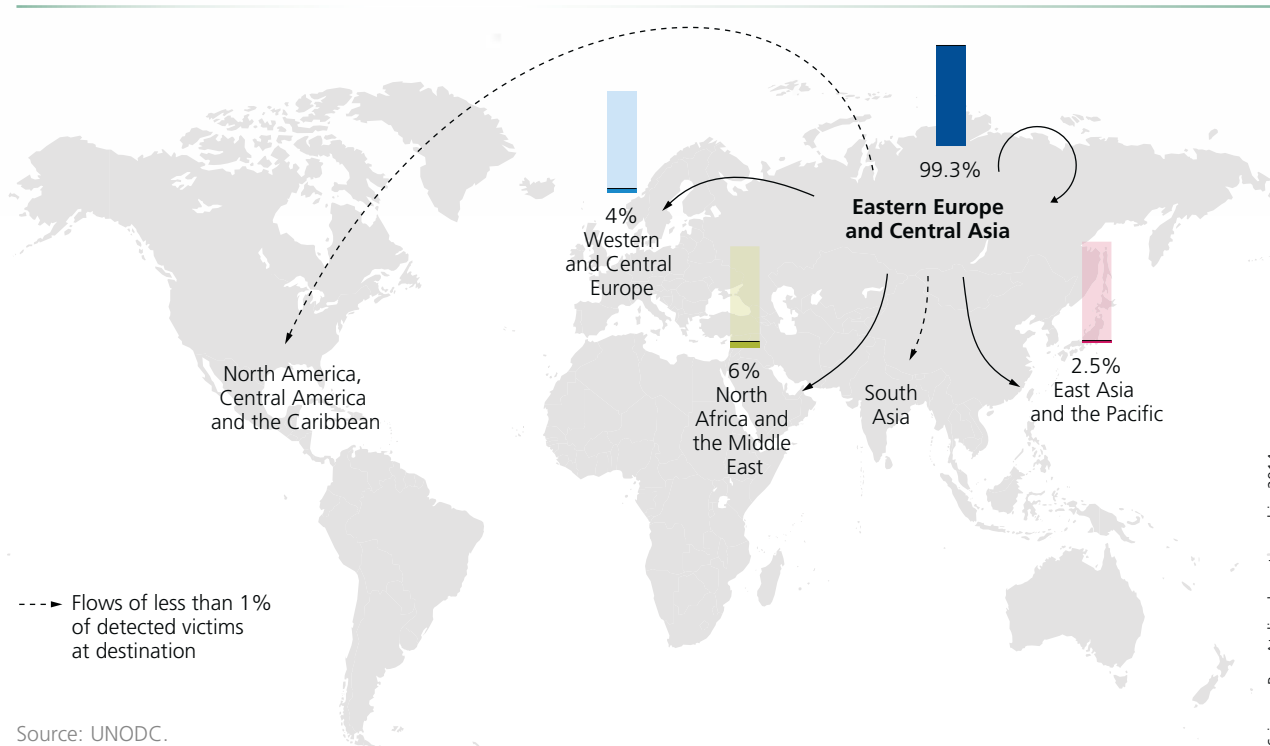 99.3%
Eastern Europe
and Central Asia
4%
Western
and Central
Europe
6%
North
Africa and
the Middle
East
South
Asia
2.5%
East Asia
and the Pacific
North America,
Central America
and the Caribbean
Flows of less than 1%
of detected victims
at destination
Source: UNODC.